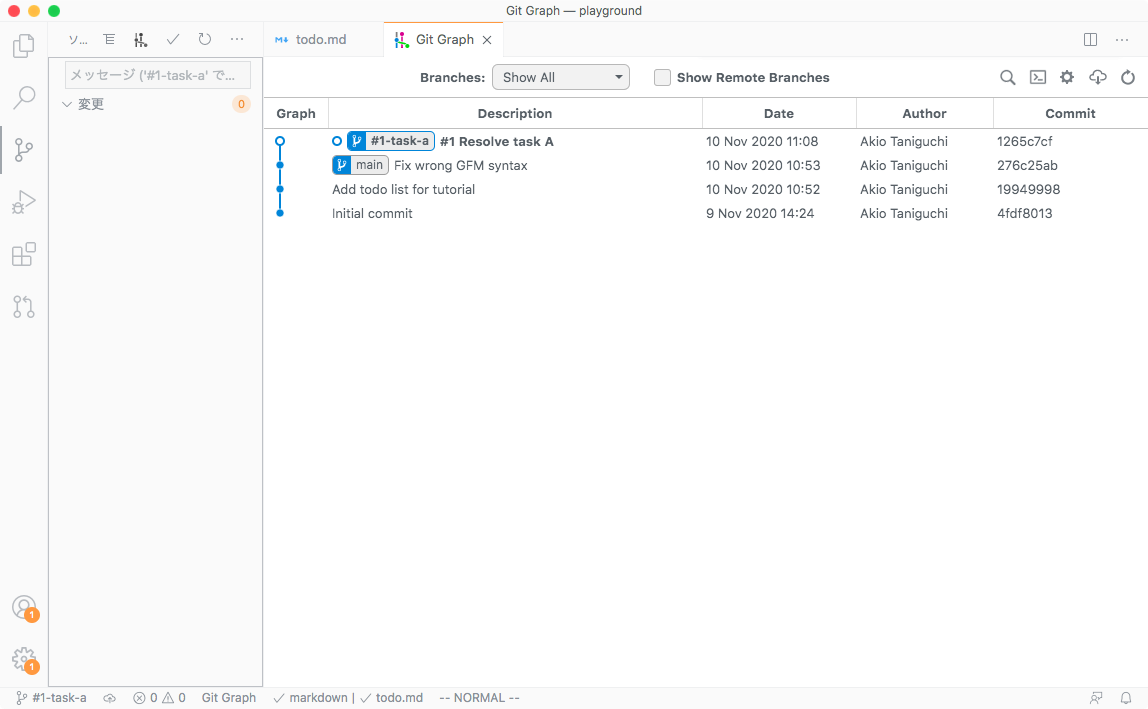 Git Graph — playground
ソ...
todo.md
Git Graph
メッセージ ('#1-task-a' で...
変更 0
Branches: Show All Show Remote Branches
Graph Description Date Author Commit
#1-task-a #1 Resolve task A 10 Nov 2020 11:08 Akio Taniguchi 1265c7cf
main Fix wrong GFM syntax 10 Nov 2020 10:53 Akio Taniguchi 276c25ab
Add todo list for tutorial 10 Nov 2020 10:52 Akio Taniguchi 19949998
Initial commit 9 Nov 2020 14:24 Akio Taniguchi 4fdf8013
1
1
#1-task-a 0 0 Git Graph markdown | todo.md -- NORMAL --